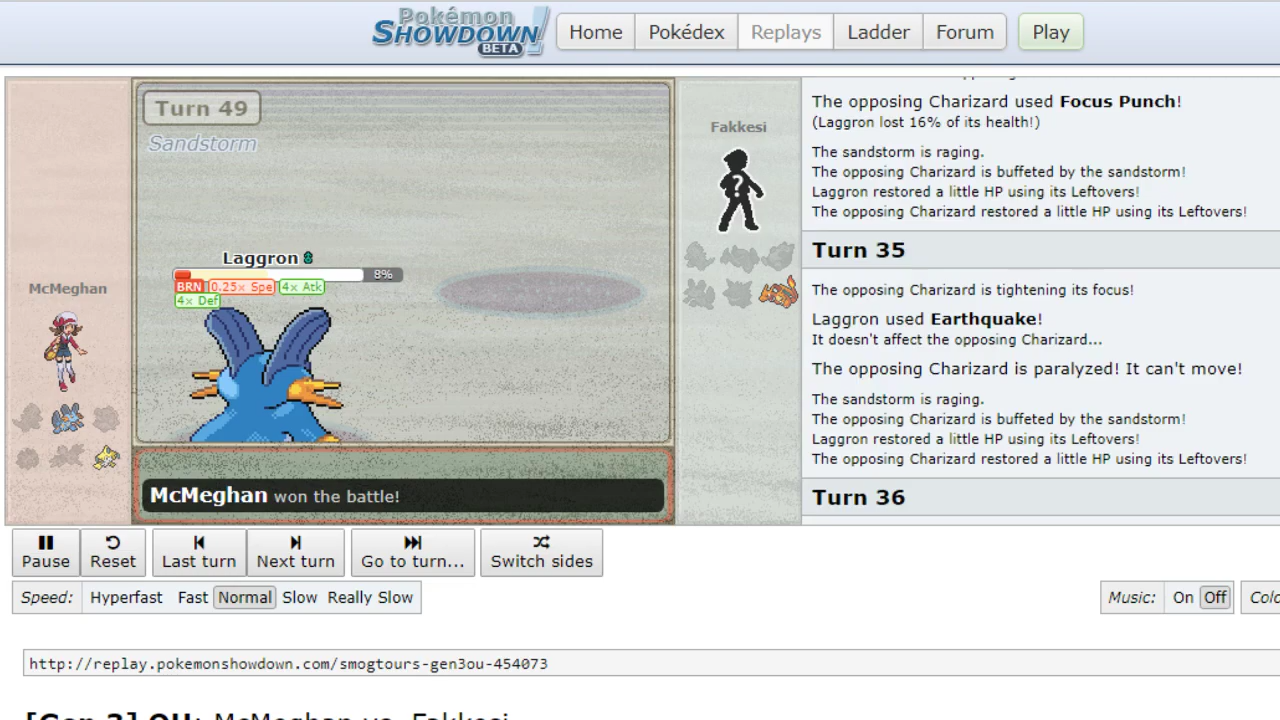 Pokémon
SHOWDOWN!
BETA
Home
Pokédex
Replays
Ladder
Forum
Play
Turn 49
Sandstorm
Laggron
8%
BRN 0.25× Spe 4× Atk
4× Def
McMeghan
Fakkesi
?
McMeghan won the battle!
The opposing Charizard used Focus Punch!
(Laggron lost 16% of its health!)
The sandstorm is raging.
The opposing Charizard is buffeted by the sandstorm!
Laggron restored a little HP using its Leftovers!
The opposing Charizard restored a little HP using its Leftovers!
Turn 35
The opposing Charizard is tightening its focus!
Laggron used Earthquake!
It doesn't affect the opposing Charizard...
The opposing Charizard is paralyzed! It can't move!
The sandstorm is raging.
The opposing Charizard is buffeted by the sandstorm!
Laggron restored a little HP using its Leftovers!
The opposing Charizard restored a little HP using its Leftovers!
Turn 36
Pause
Reset
Last turn
Next turn
Go to turn...
Switch sides
Speed: Hyperfast Fast Normal Slow Really Slow
Music: On Off
Colo
http://replay.pokemonshowdown.com/smogtours-gen3ou-454073
[Gen 3] OU: McMeghan vs. Fakkesi